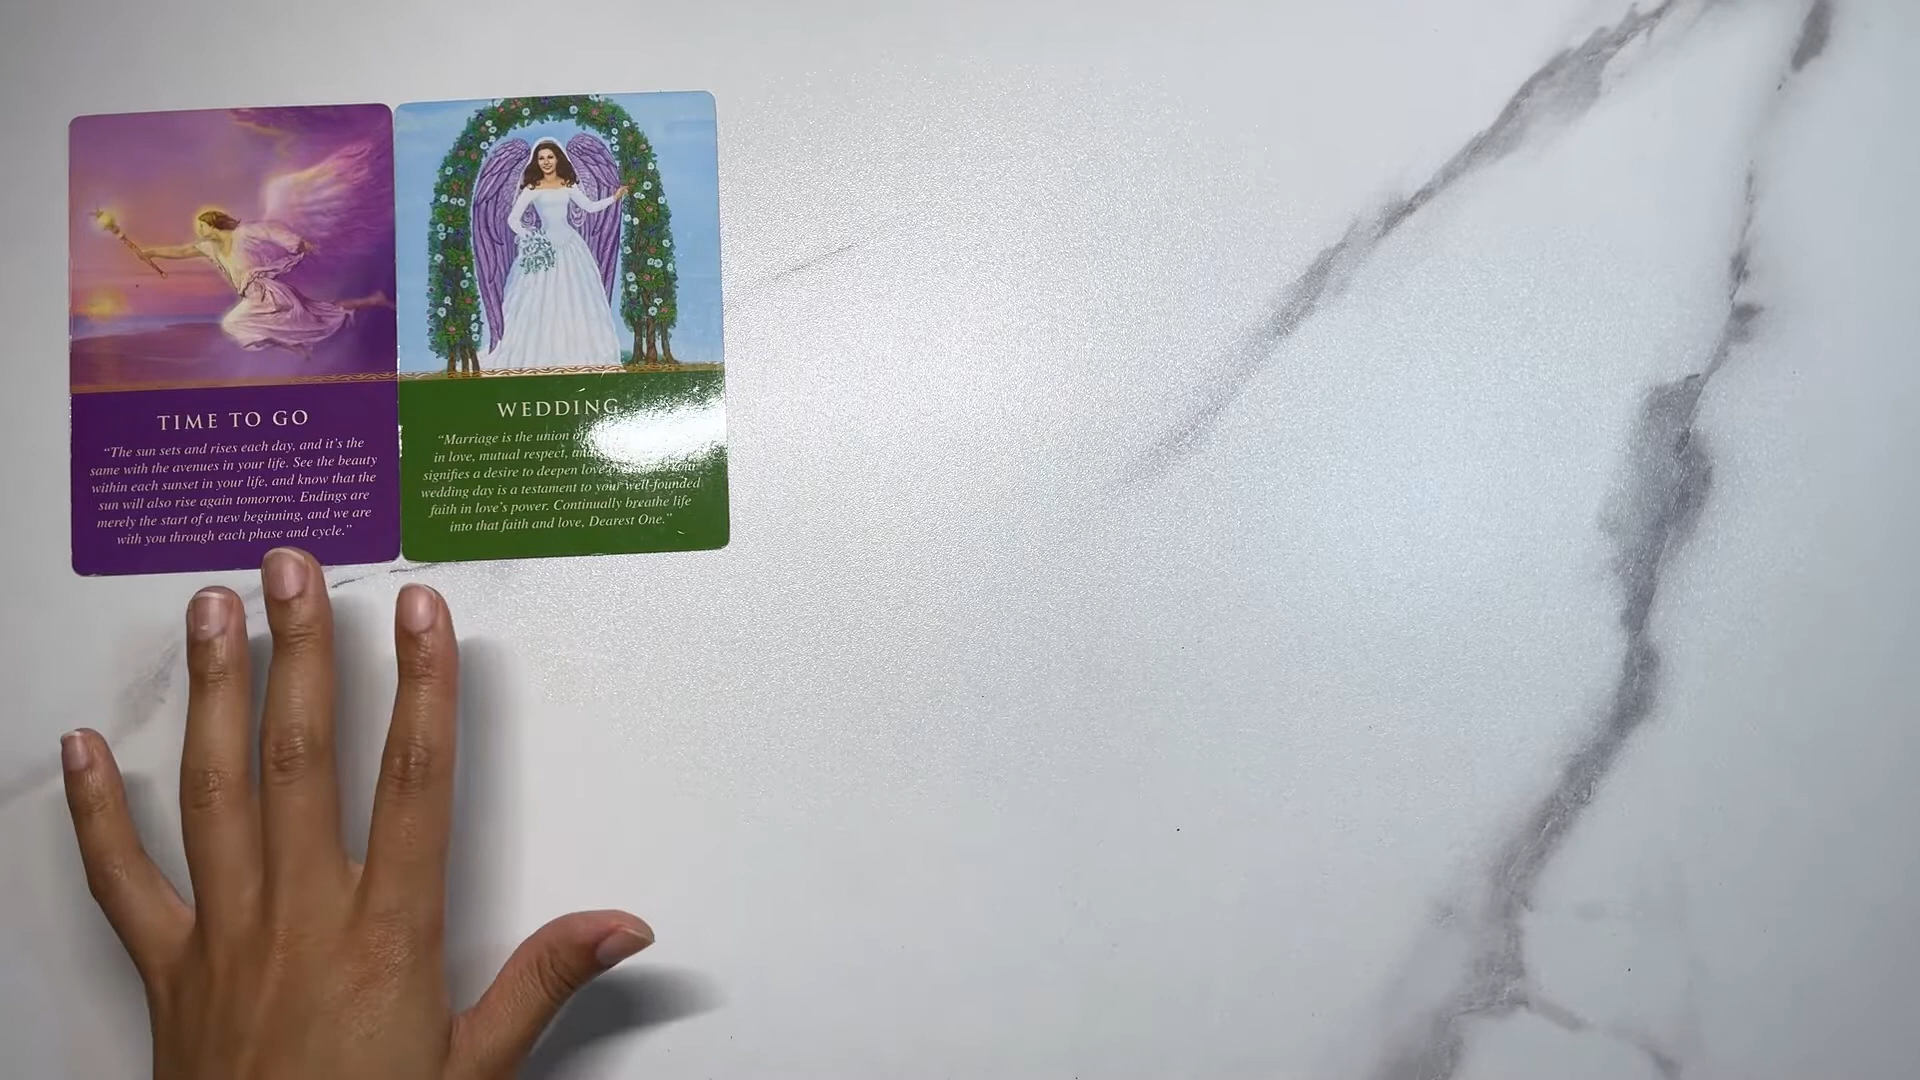 TIME TO GO
“The sun sets and rises each day, and it's the
same with the avenues in your life. See the beauty
within each sunset in your life, and know that the
sun will also rise again tomorrow. Endings are
merely the start of a new beginning, and we are
with you through each phase and cycle.”
WEDDING
“Marriage is the union of
in love, mutual respect, and
signifies a desire to deepen love Your
wedding day is a testament to your well-founded
faith in love's power. Continually breathe life
into that faith and love, Dearest One.”